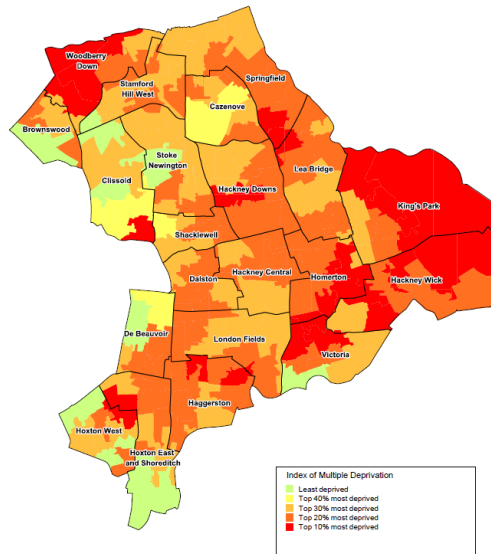 Woodberry
Down
Stamford
Hill West
Springfield
Cazenove
Brownswood
Stoke
Newington
Clissold
Lea Bridge
Hackney Downs
King's Park
Shacklewell
Dalston
Hackney Central
Homerton
Hackney Wick
De Beauvoir
London Fields
Victoria
Haggerston
Hoxton West
Hoxton East
and Shoreditch
Index of Multiple Deprivation
Least deprived
Top 40% most deprived
Top 30% most deprived
Top 20% most deprived
Top 10% most deprived